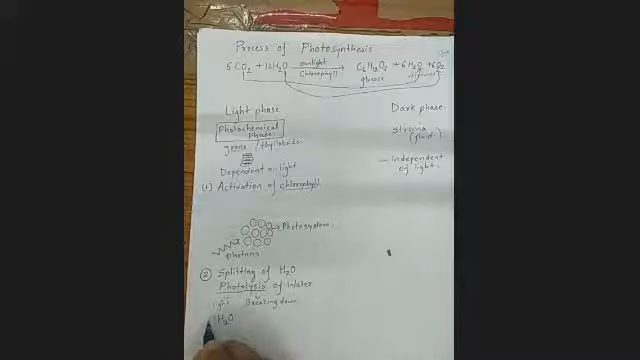 Process of Photosynthesis
6CO2 + 12H2O sunlight Chlorophyll → C6H12O6 + 6H2O + 6O2
glucose
Light phase
Dark phase
Photochemical Phase
stroma
(fluid)
grana / thyllakoids
independent of light
Dependent on light
(1) Activation of chlorophyll
Photosystem
Photons
(2) Splitting of H2O
Photolysis of Water
light Breaking down
H2O